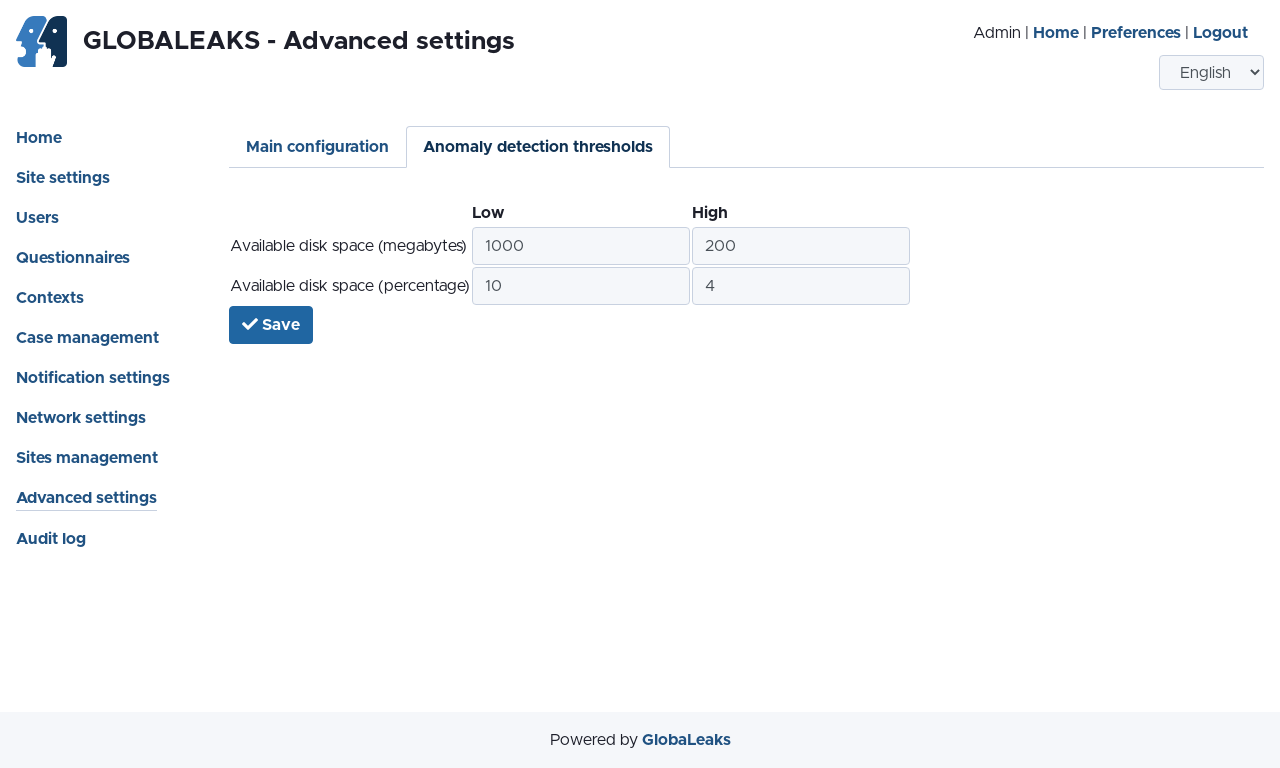 GLOBALEAKS - Advanced settings
Admin | Home | Preferences | Logout
English
Home
Site settings
Users
Questionnaires
Contexts
Case management
Notification settings
Network settings
Sites management
Advanced settings
Audit log
Main configuration
Anomaly detection thresholds
Low High
Available disk space (megabytes) 1000 200
Available disk space (percentage) 10 4
Save
Powered by GlobaLeaks